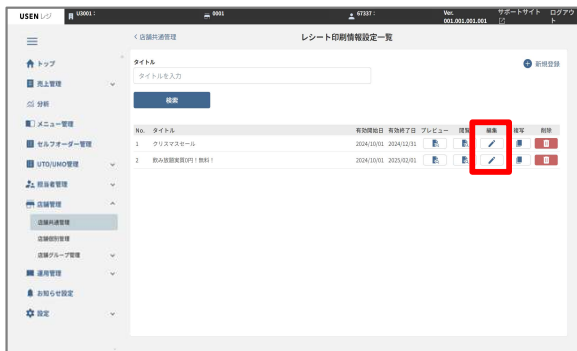 USEN レジ U3001 : 0001 67337 : Ver. 001.001.001.001 サポートサイト ログアウト
< 店舗共通管理 レシート印刷情報設定一覧
トップ
売上管理
分析
メニュー管理
セルフオーダー管理
UTO/UMO管理
担当者管理
店舗管理
店舗共通管理
店舗個別管理
店舗グループ管理
運用管理
お知らせ設定
設定
タイトル
新規登録
タイトルを入力
検索
No. タイトル 有効開始日 有効終了日 プレビュー 閲覧 編集 複写 削除
1 クリスマスセール 2024/10/01 2024/12/31
2 飲み放題実質0円！無料！ 2024/10/01 2025/02/01